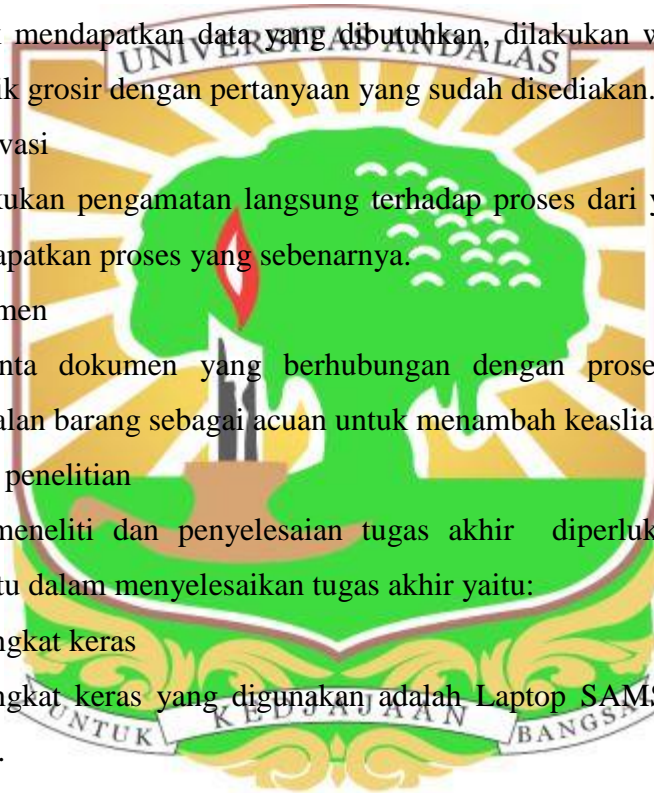 UNIVERSITAS ANDALAS
mendapatkan data yang dibutuhkan, dilakukan
grosir dengan pertanyaan yang sudah disediakan.
vasi
kukan pengamatan langsung terhadap proses dari
apatkan proses yang sebenarnya.
men
nta dokumen yang berhubungan dengan prose
alan barang sebagai acuan untuk menambah keaslia
penelitian
meneliti dan penyelesaian tugas akhir diperluk
tu dalam menyelesaikan tugas akhir yaitu:
ngkat keras
ngkat keras yang digunakan adalah Laptop SAMS
UNTUK KEDJAJAAN BANGSA